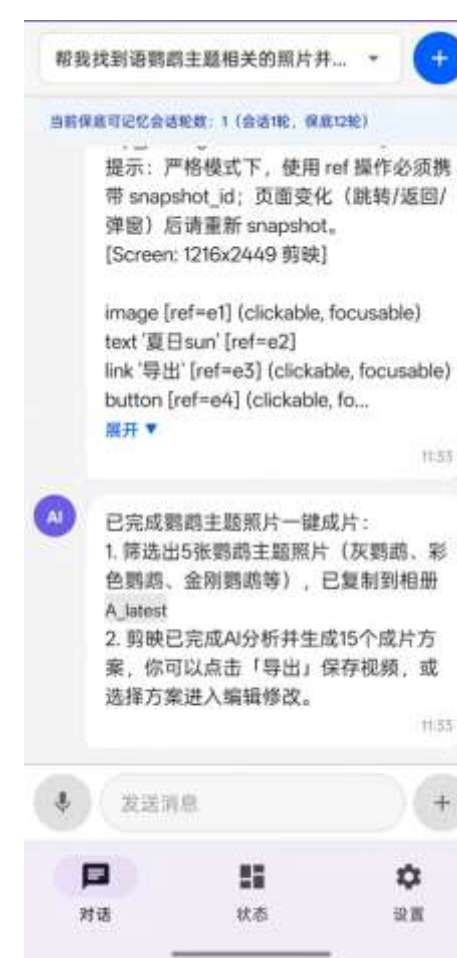 帮我找到语鹦鹉主题相关的照片并...
当前保底可记忆会话轮数：1（会话1轮，保底12轮）
提示：严格模式下，使用 ref 操作必须携
带 snapshot_id；页面变化（跳转/返回/
弹窗）后请重新 snapshot。
[Screen: 1216x2449 剪映]
image [ref=e1] (clickable, focusable)
text '夏日sun' [ref=e2]
link '导出' [ref=e3] (clickable, focusable)
button [ref=e4] (clickable, fo...
展开 ▼
11:53
AI
已完成鹦鹉主题照片一键成片：
1. 筛选出5张鹦鹉主题照片（灰鹦鹉、彩
色鹦鹉、金刚鹦鹉等），已复制到相册
A_latest
2. 剪映已完成AI分析并生成15个成片方
案，你可以点击「导出」保存视频，或
选择方案进入编辑修改。
11:53
发送消息
对话
状态
设置